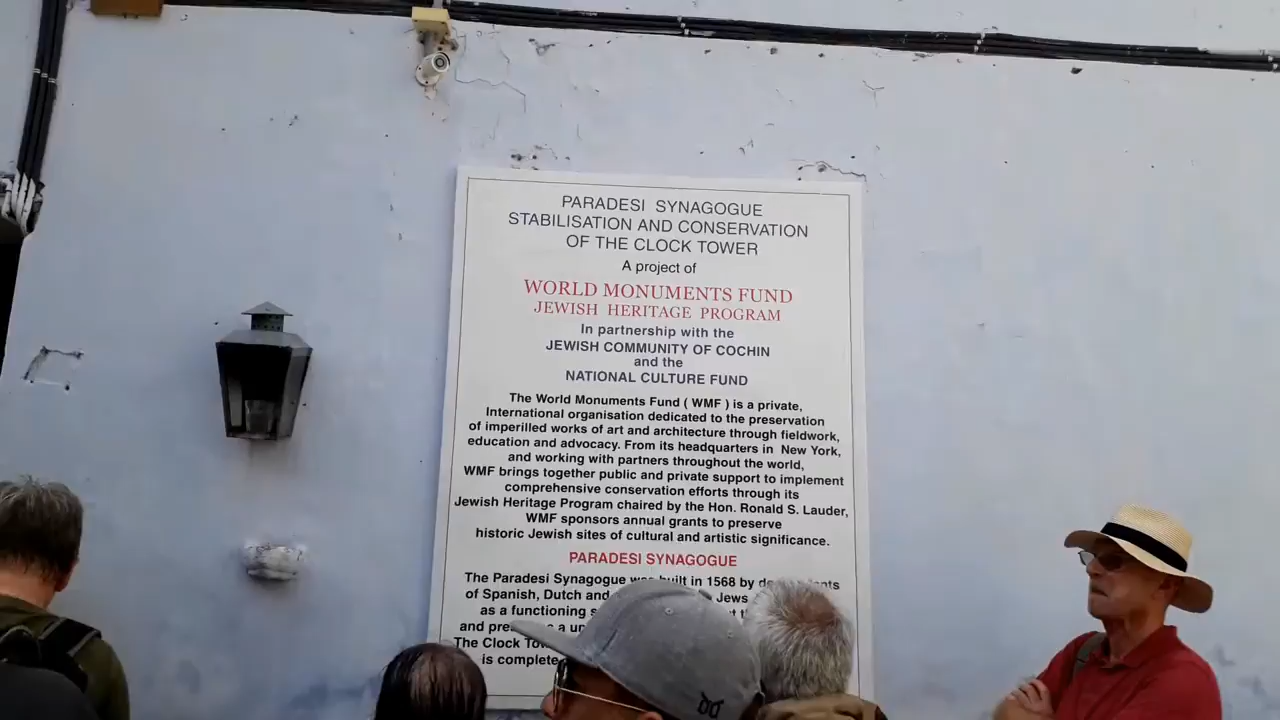 PARADESI SYNAGOGUE
STABILISATION AND CONSERVATION
OF THE CLOCK TOWER
A project of
WORLD MONUMENTS FUND
JEWISH HERITAGE PROGRAM
In partnership with the
JEWISH COMMUNITY OF COCHIN
and the
NATIONAL CULTURE FUND
The World Monuments Fund ( WMF ) is a private,
International organisation dedicated to the preservation
of imperilled works of art and architecture through fieldwork,
education and advocacy. From its headquarters in New York,
and working with partners throughout the world,
WMF brings together public and private support to implement
comprehensive conservation efforts through its
Jewish Heritage Program chaired by the Hon. Ronald S. Lauder,
WMF sponsors annual grants to preserve
historic Jewish sites of cultural and artistic significance.
PARADESI SYNAGOGUE
The Paradesi Synagogue was built in 1568 by
of Spanish, Dutch and Jews
as a functioning
and a
The Clock
is complete